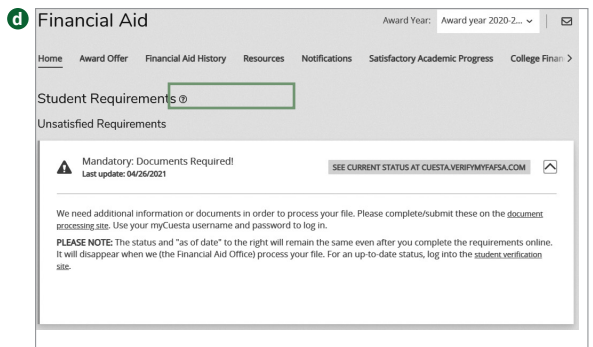 d
Financial Aid
Award Year: Award year 2020-2...
Home Award Offer Financial Aid History Resources Notifications Satisfactory Academic Progress College Finan
Student Requirements ?
Unsatisfied Requirements
Mandatory: Documents Required!
Last update: 04/26/2021
SEE CURRENT STATUS AT CUESTA.VERIFYMYFAFSA.COM
We need additional information or documents in order to process your file. Please complete/submit these on the document
processing site. Use your myCuesta username and password to log in.
PLEASE NOTE: The status and "as of date" to the right will remain the same even after you complete the requirements online.
It will disappear when we (the Financial Aid Office) process your file. For an up-to-date status, log into the student verification
site.